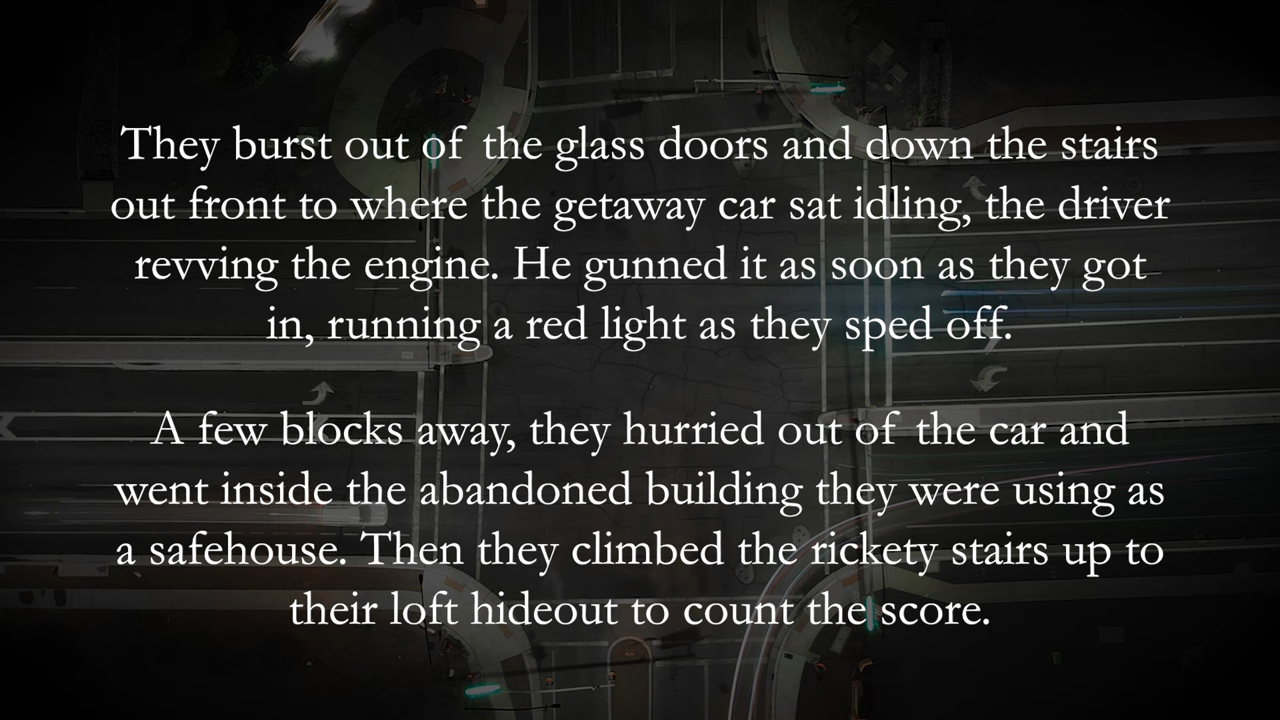 They burst out of the glass doors and down the stairs
out front to where the getaway car sat idling, the driver
revving the engine. He gunned it as soon as they got
in, running a red light as they sped off.
A few blocks away, they hurried out of the car and
went inside the abandoned building they were using as
a safehouse. Then they climbed the rickety stairs up to
their loft hideout to count the score.